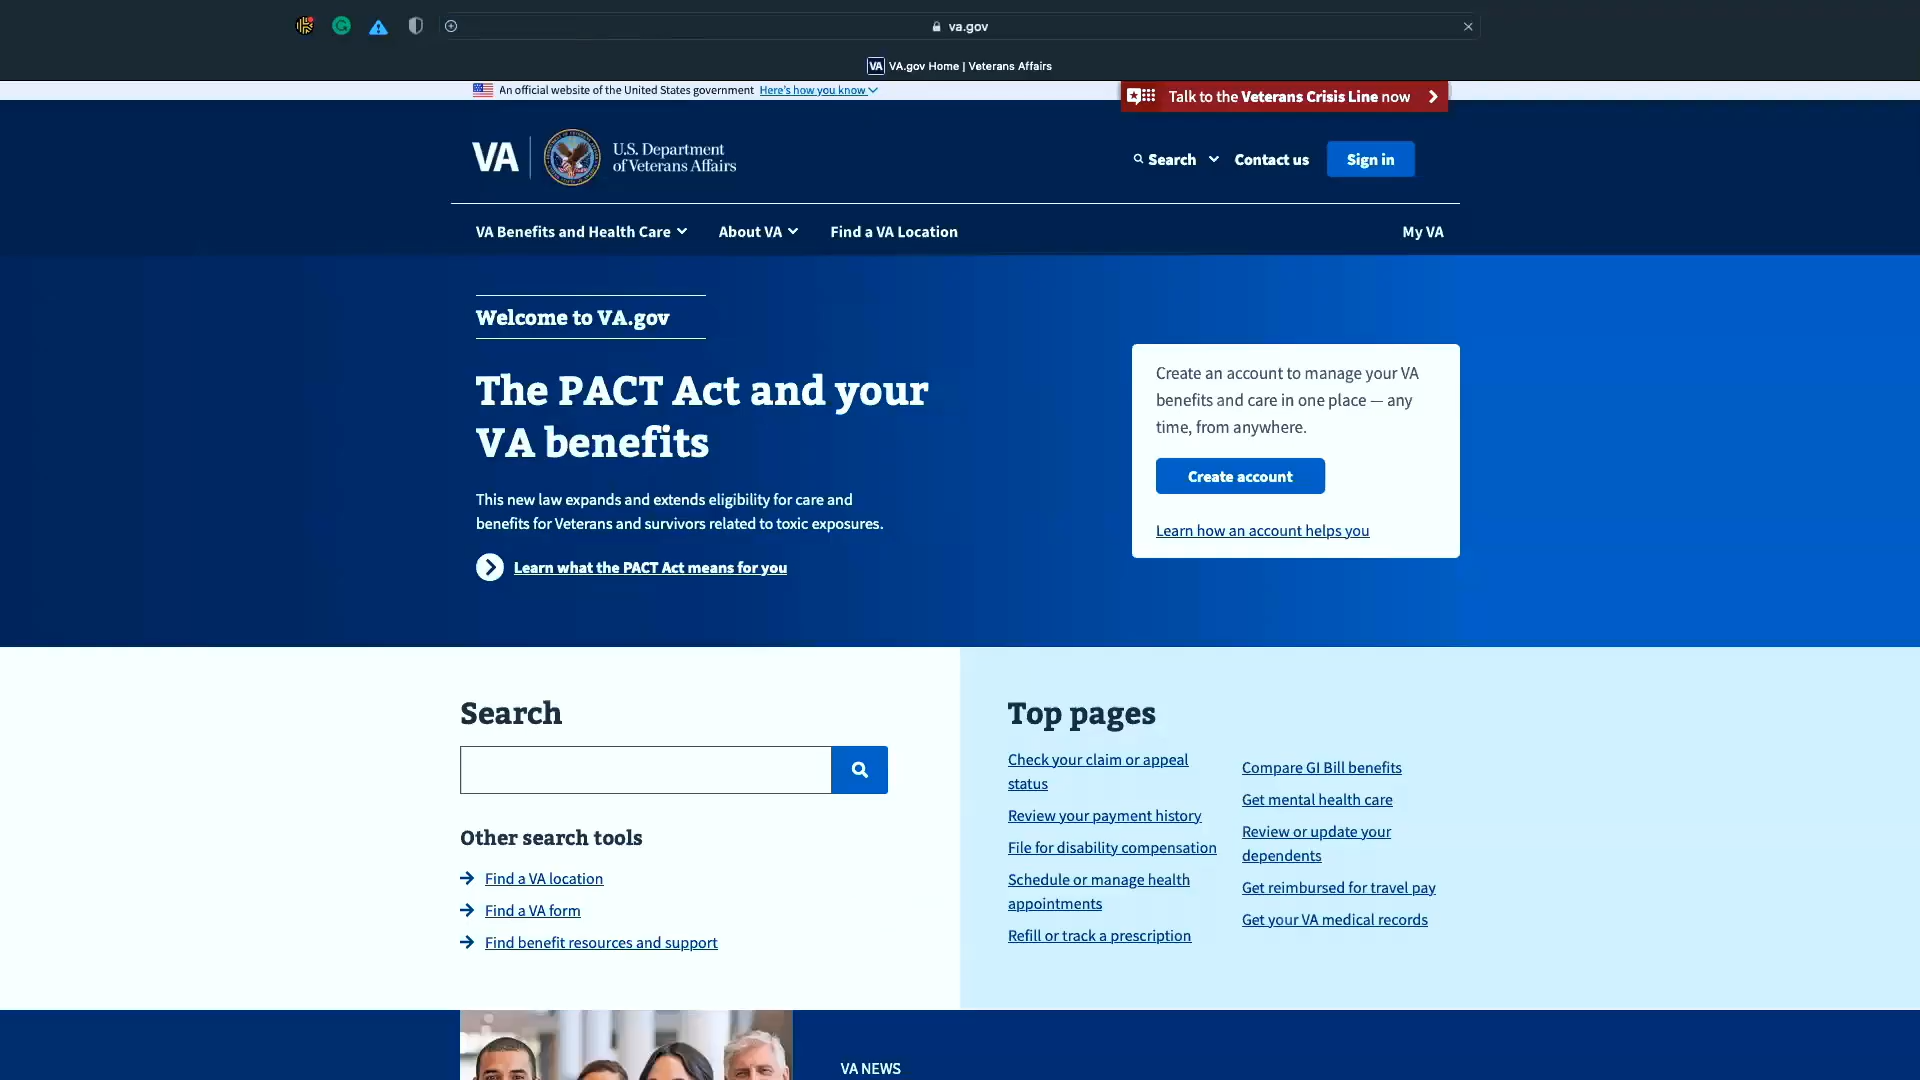 va.gov
VA VA.gov Home | Veterans Affairs
An official website of the United States government Here's how you know
Talk to the Veterans Crisis Line now
VA
U.S. Department
of Veterans Affairs
Search
Contact us
Sign in
VA Benefits and Health Care
About VA
Find a VA Location
My VA
Welcome to VA.gov
The PACT Act and your
VA benefits
This new law expands and extends eligibility for care and
benefits for Veterans and survivors related to toxic exposures.
Learn what the PACT Act means for you
Create an account to manage your VA
benefits and care in one place — any
time, from anywhere.
Create account
Learn how an account helps you
Search
Other search tools
Find a VA location
Find a VA form
Find benefit resources and support
Top pages
Check your claim or appeal
status
Review your payment history
File for disability compensation
Schedule or manage health
appointments
Refill or track a prescription
Compare GI Bill benefits
Get mental health care
Review or update your
dependents
Get reimbursed for travel pay
Get your VA medical records
VA NEWS